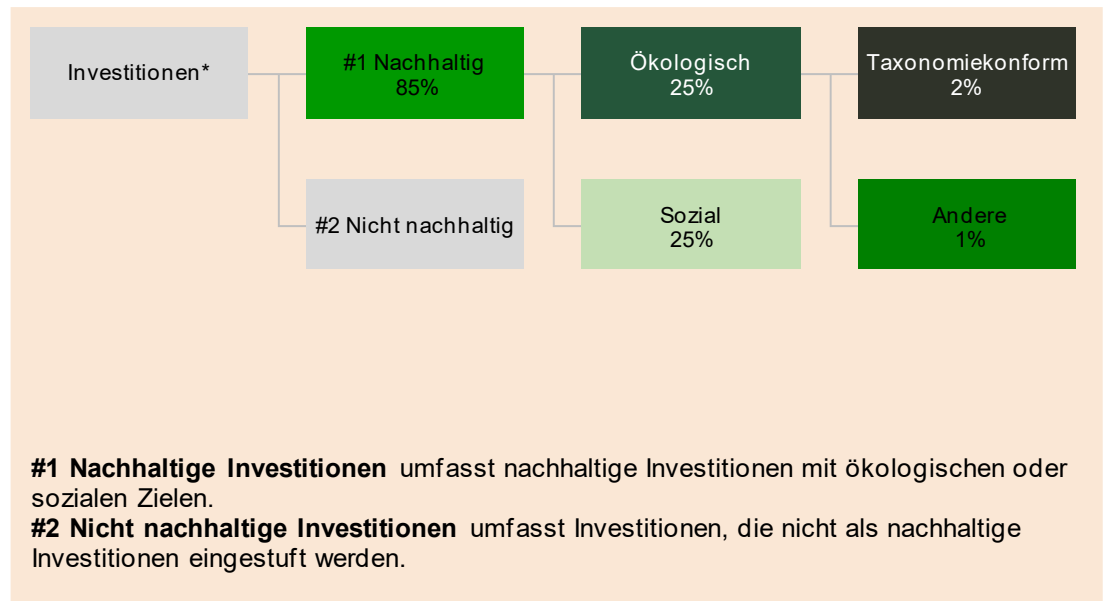 Investitionen*
#1 Nachhaltig
85%
Ökologisch
25%
Taxonomiekonform
2%
#2 Nicht nachhaltig
Sozial
25%
Andere
1%
#1 Nachhaltige Investitionen umfasst nachhaltige Investitionen mit ökologischen oder
sozialen Zielen.
#2 Nicht nachhaltige Investitionen umfasst Investitionen, die nicht als nachhaltige
Investitionen eingestuft werden.